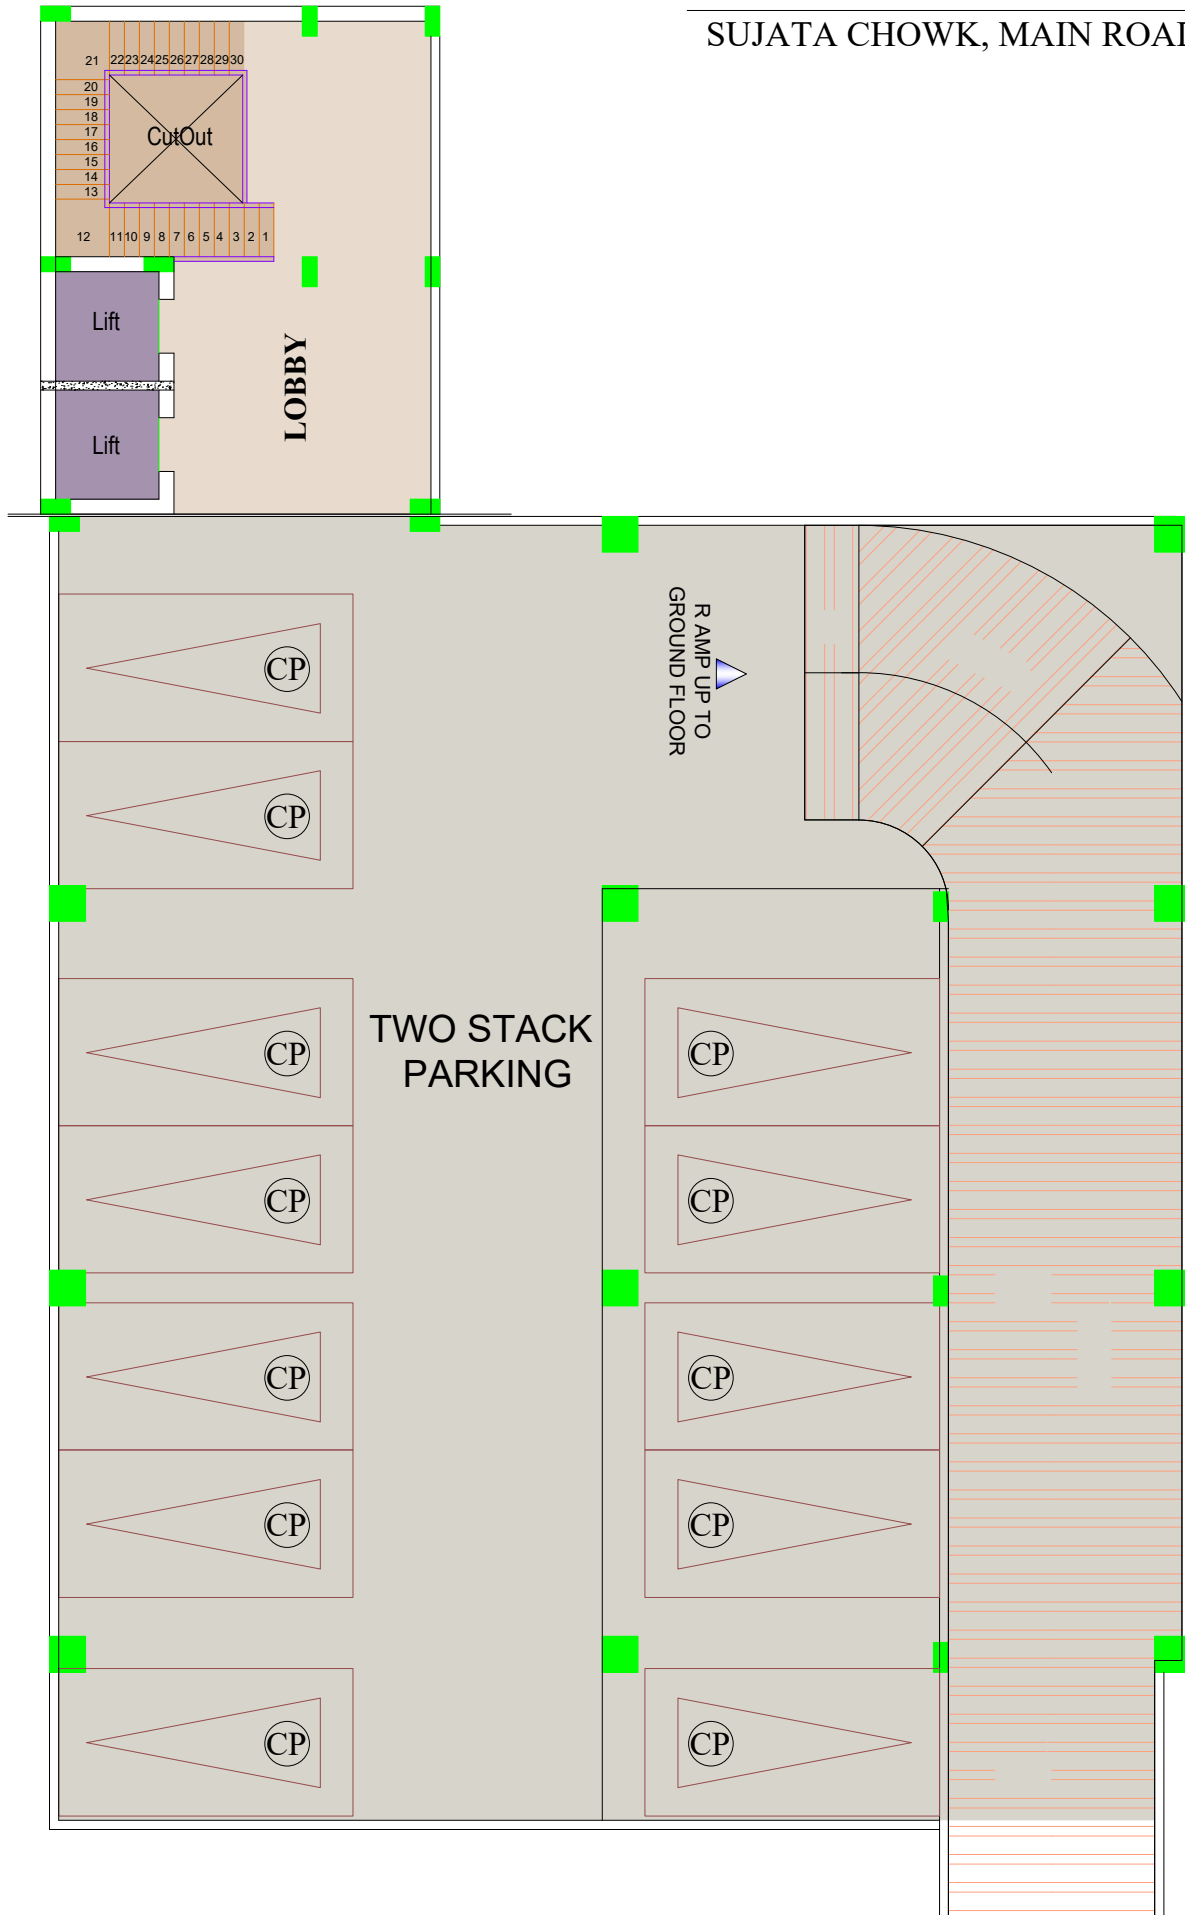 SUJATA CHOWK, MAIN ROAD
21 22 23 24 25 26 27 28 29 30
20
19
18
17
16
15
14
13
CutOut
12 11 10 9 8 7 6 5 4 3 2 1
Lift
Lift
LOBBY
R AMP UP TO
GROUND FLOOR
CP
CP
TWO STACK
PARKING
CP CP
CP CP
CP CP
CP CP
CP CP